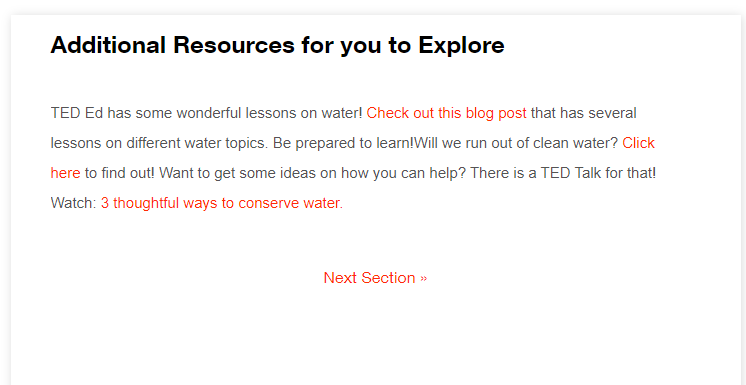 Additional Resources for you to Explore
TED Ed has some wonderful lessons on water! Check out this blog post that has several
lessons on different water topics. Be prepared to learn!Will we run out of clean water? Click
here to find out! Want to get some ideas on how you can help? There is a TED Talk for that!
Watch: 3 thoughtful ways to conserve water.
Next Section »